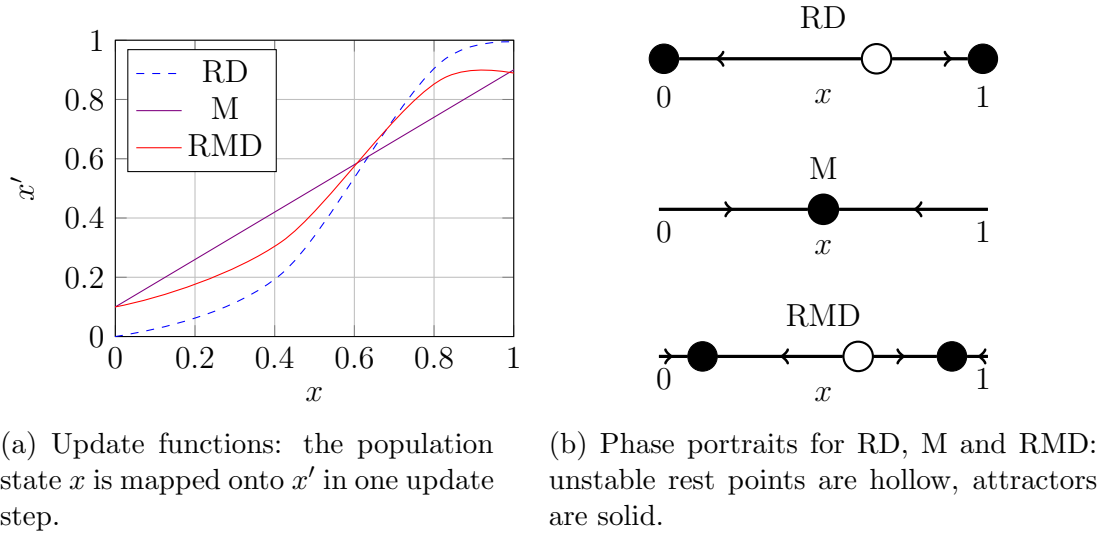 RD
M
RMD
1
0.8
0.6
0.4
0.2
0
x′
0 0.2 0.4 0.6 0.8 1
x
(a) Update functions: the population
state x is mapped onto x′ in one update
step.
RD
0 x 1
M
0 x 1
RMD
0 x 1
(b) Phase portraits for RD, M and RMD:
unstable rest points are hollow, attractors
are solid.